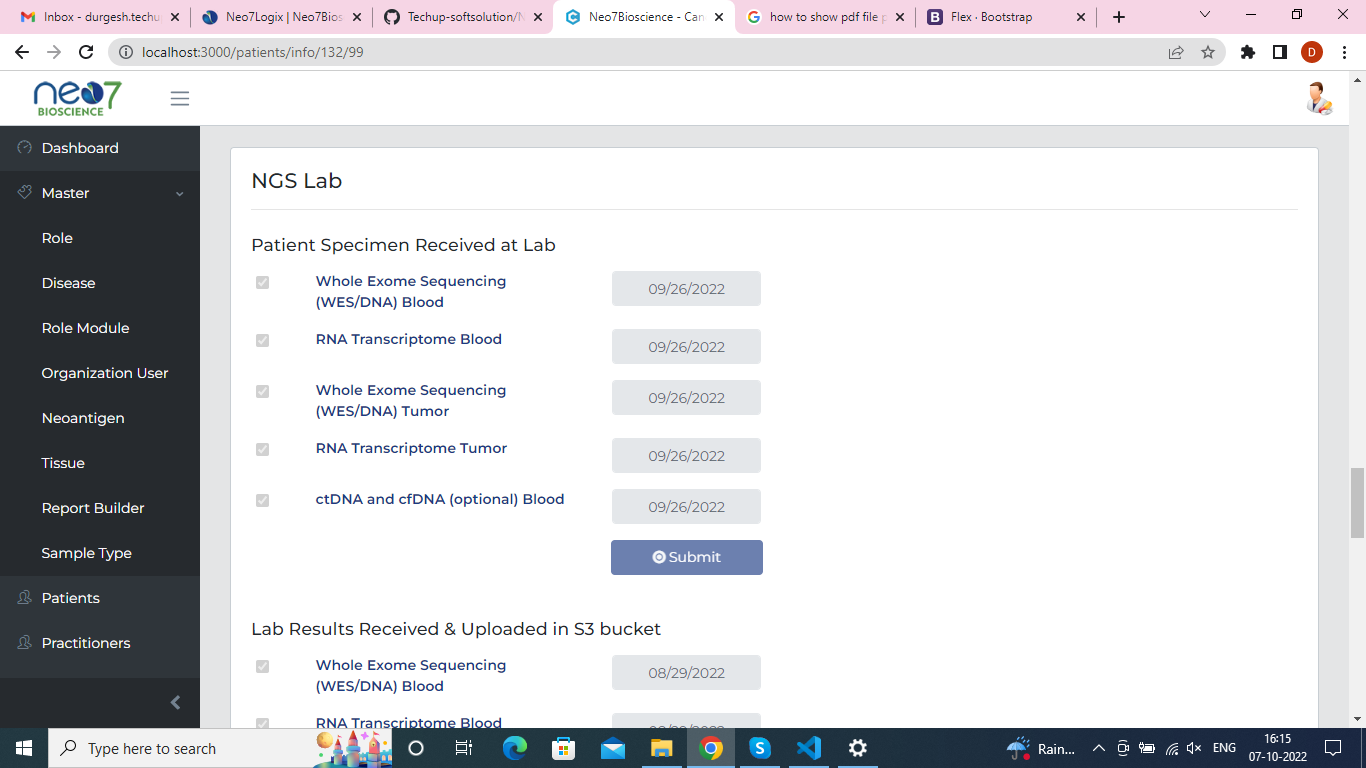 Inbox - durgesh.techu
Neo7Logix | Neo7Bios
Techup-softsolution/N
Neo7Bioscience - Can
how to show pdf file p
Flex · Bootstrap
localhost:3000/patients/info/132/99
D
neo7
BIOSCIENCE
Dashboard
Master
Role
Disease
Role Module
Organization User
Neoantigen
Tissue
Report Builder
Sample Type
Patients
Practitioners
NGS Lab
Patient Specimen Received at Lab
Whole Exome Sequencing
(WES/DNA) Blood
09/26/2022
RNA Transcriptome Blood
09/26/2022
Whole Exome Sequencing
(WES/DNA) Tumor
09/26/2022
RNA Transcriptome Tumor
09/26/2022
ctDNA and cfDNA (optional) Blood
09/26/2022
Submit
Lab Results Received & Uploaded in S3 bucket
Whole Exome Sequencing
(WES/DNA) Blood
08/29/2022
RNA Transcriptome Blood
Type here to search
Rain...
ENG
16:15
07-10-2022